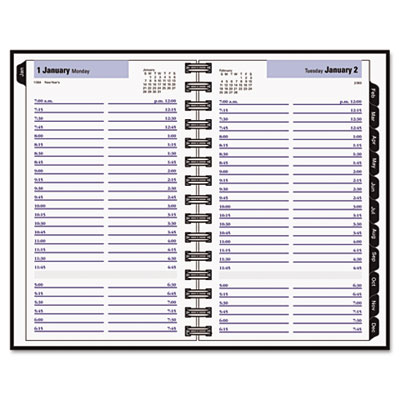 Jan
1 January Monday
January
S M T W T F S
New Year's
7:00 a.m. p.m. 12:00
7:15 12:15
7:30 12:30
7:45 12:45
8:00 1:00
8:15 1:15
8:30 1:30
8:45 1:45
9:00 2:00
9:15 2:15
9:30 2:30
9:45 2:45
10:00 3:00
10:15 3:15
10:30 3:30
10:45 3:45
11:00 4:00
11:15 4:15
11:30 4:30
11:45 4:45
5:00 6:30
5:15 6:45
5:30 7:00
5:45 7:15
6:00 7:30
6:15 7:45
February
S M T W T F S
Tuesday January 2
7:00 a.m. p.m. 12:00
7:15 12:15
7:30 12:30
7:45 12:45
8:00 1:00
8:15 1:15
8:30 1:30
8:45 1:45
9:00 2:00
9:15 2:15
9:30 2:30
9:45 2:45
10:00 3:00
10:15 3:15
10:30 3:30
10:45 3:45
11:00 4:00
11:15 4:15
11:30 4:30
11:45 4:45
5:00 6:30
5:15 6:45
5:30 7:00
5:45 7:15
6:00 7:30
6:15 7:45
Feb
Mar
Apr
May
Jun
Jul
Aug
Sep
Oct
Nov
Dec